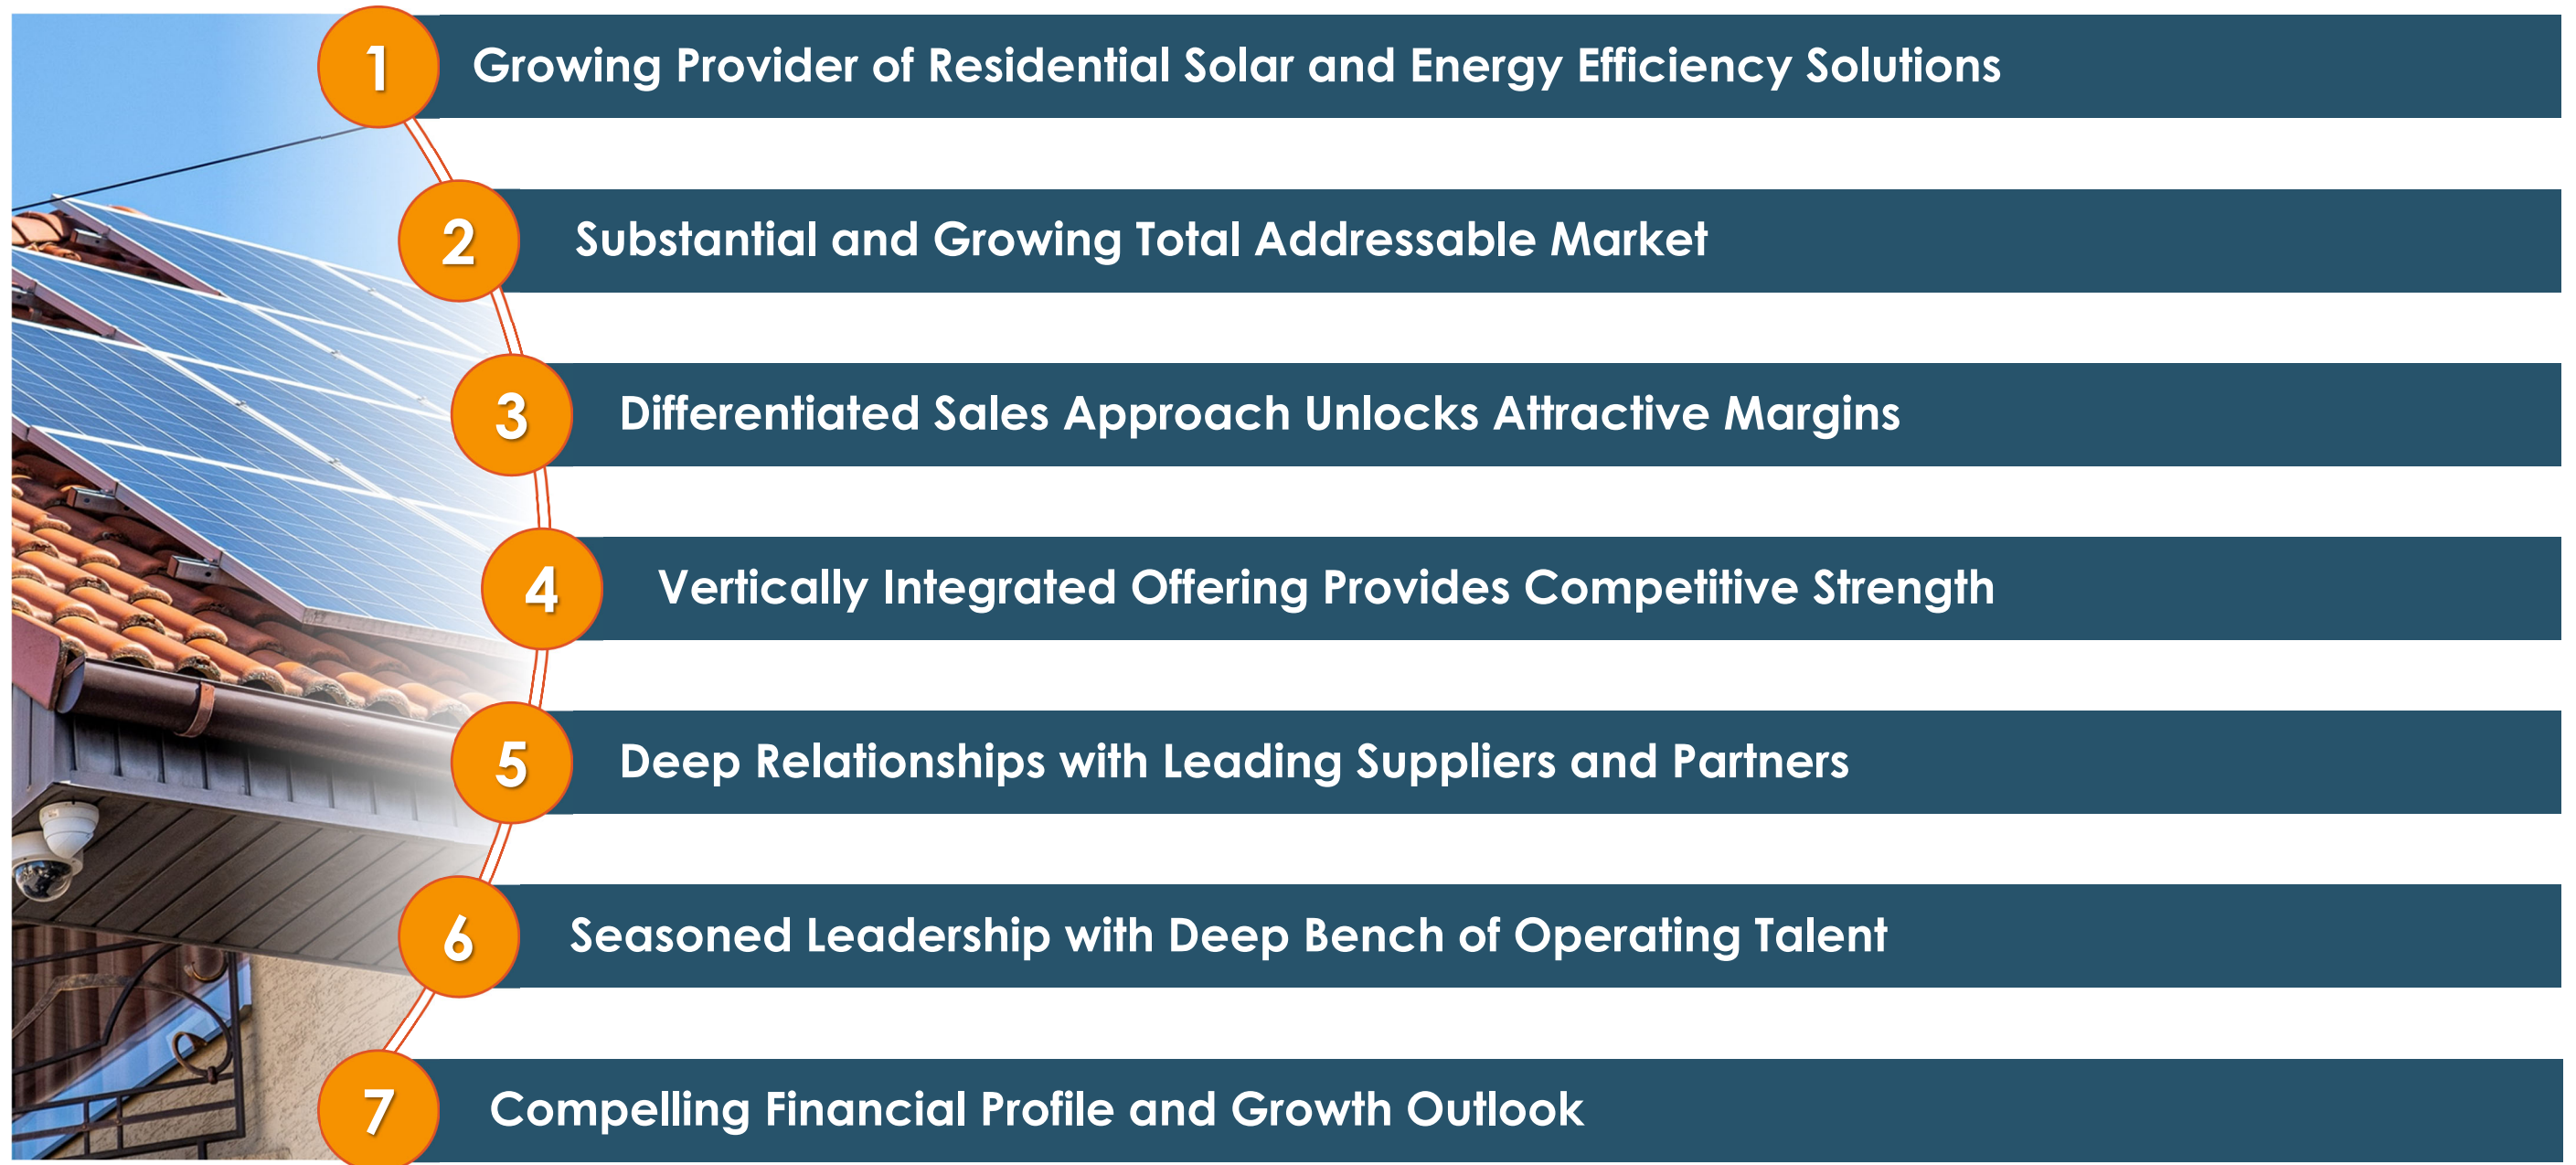 1
Growing Provider of Residential Solar and Energy Efficiency Solutions
2
Substantial and Growing Total Addressable Market
3
Differentiated Sales Approach Unlocks Attractive Margins
4
Vertically Integrated Offering Provides Competitive Strength
5
Deep Relationships with Leading Suppliers and Partners
6
Seasoned Leadership with Deep Bench of Operating Talent
7
Compelling Financial Profile and Growth Outlook